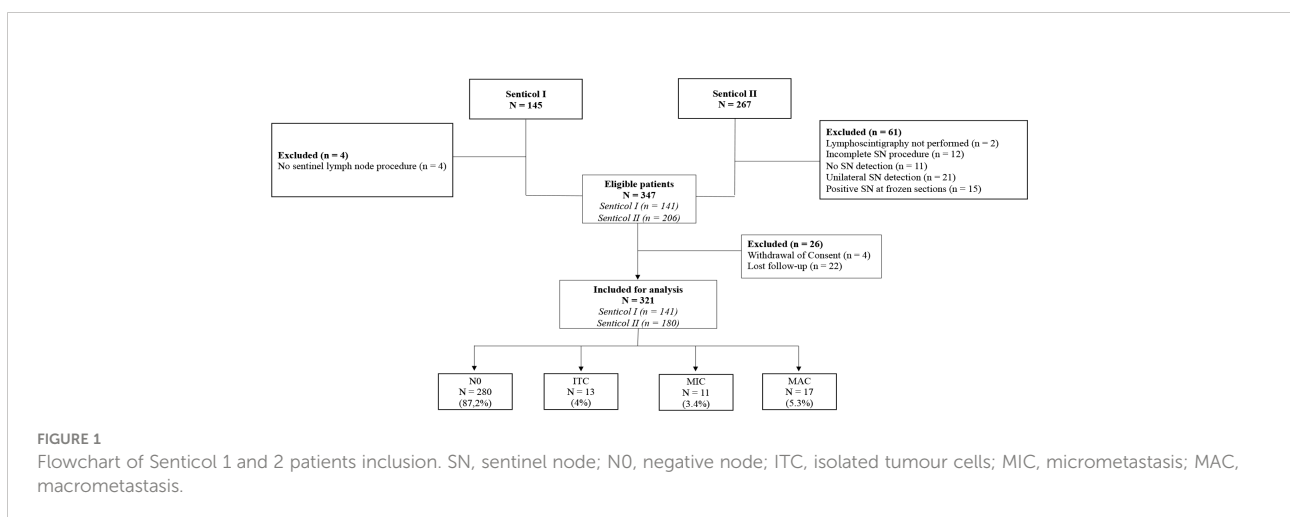 Senticol I
N = 145
Senticol II
N = 267
Excluded (n = 4)
No sentinel lymph node procedure (n = 4)
Excluded (n = 61)
Lymphoscintigraphy not performed (n = 2)
Incomplete SN procedure (n = 12)
No SN detection (n = 11)
Unilateral SN detection (n = 21)
Positive SN at frozen sections (n = 15)
Eligible patients
N = 347
Senticol I (n = 141)
Senticol II (n = 206)
Excluded (n = 26)
Withdrawal of Consent (n = 4)
Lost follow-up (n = 22)
Included for analysis
N = 321
Senticol I (n = 141)
Senticol II (n = 180)
N0
N = 280
(87,2%)
ITC
N = 13
(4%)
MIC
N = 11
(3.4%)
MAC
N = 17
(5.3%)
FIGURE 1
Flowchart of Senticol 1 and 2 patients inclusion. SN, sentinel node; N0, negative node; ITC, isolated tumour cells; MIC, micrometastasis; MAC,
macrometastasis.